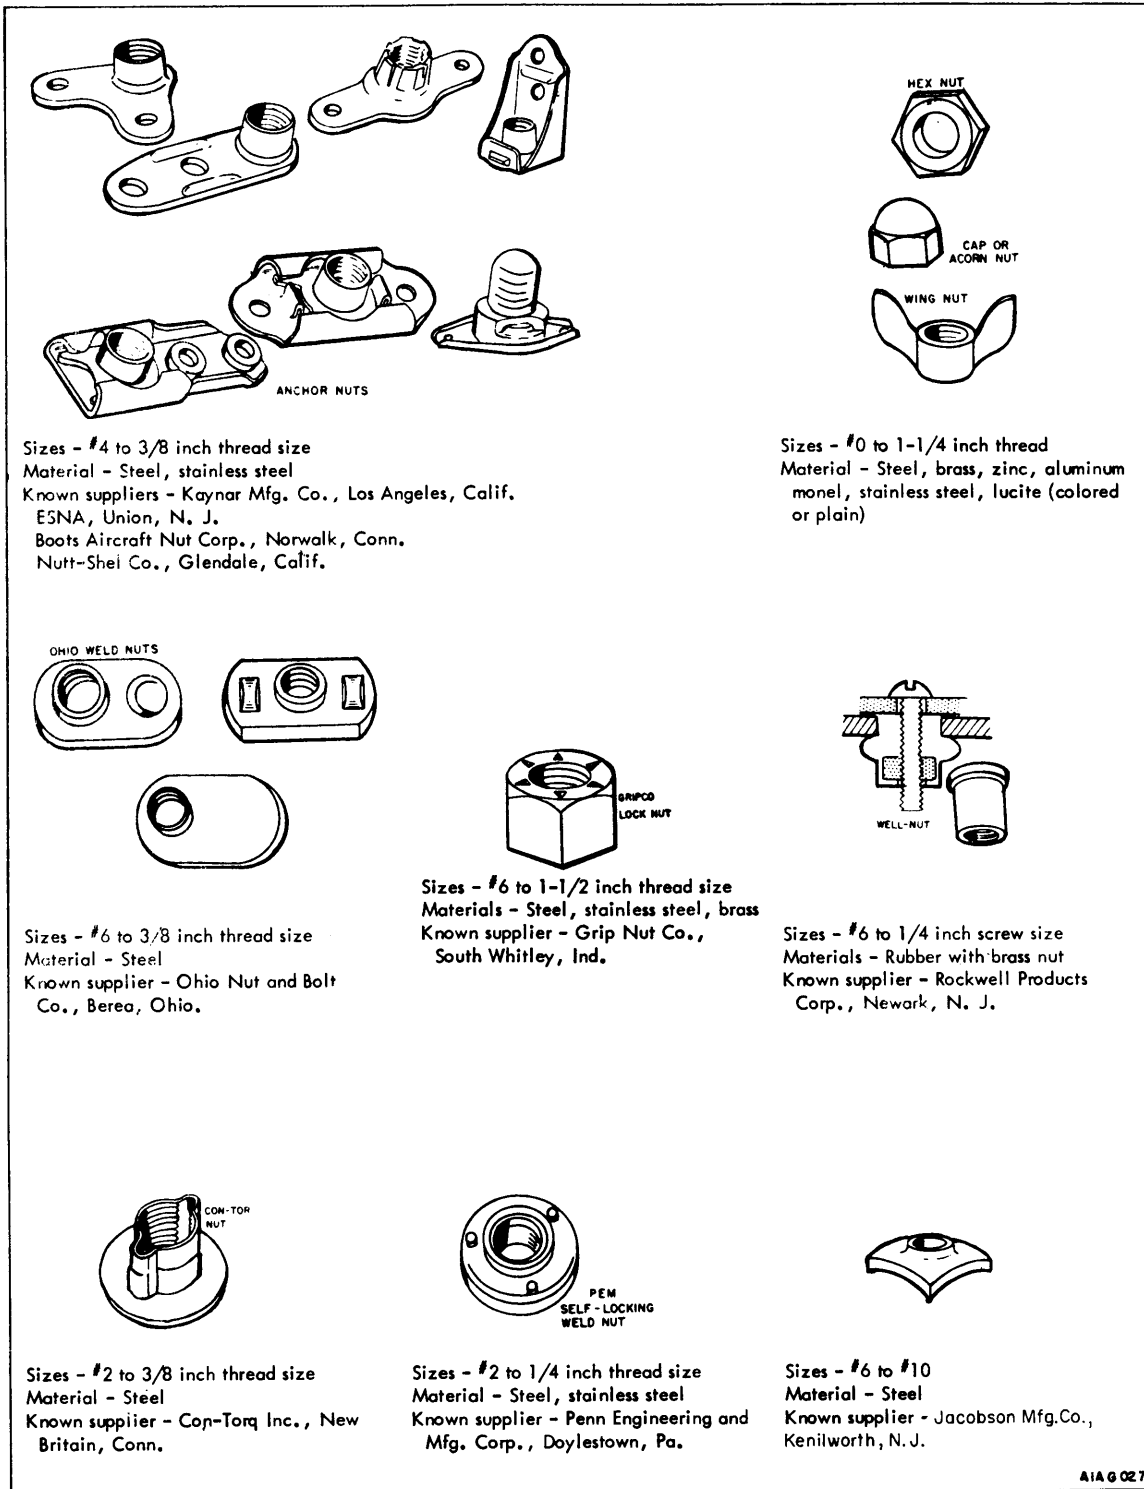 ANCHOR NUTS
Sizes - #4 to 3/8 inch thread size
Material - Steel, stainless steel
Known suppliers - Kaynar Mfg. Co., Los Angeles, Calif.
ESNA, Union, N. J.
Boots Aircraft Nut Corp., Norwalk, Conn.
Nutt-Shel Co., Glendale, Calif.
HEX NUT
CAP OR
ACORN NUT
WING NUT
Sizes - #0 to 1-1/4 inch thread
Material - Steel, brass, zinc, aluminum
monel, stainless steel, lucite (colored
or plain)
OHIO WELD NUTS
Sizes - #6 to 3/8 inch thread size
Material - Steel
Known supplier - Ohio Nut and Bolt
Co., Berea, Ohio.
GRIPCO
LOCK NUT
Sizes - #6 to 1-1/2 inch thread size
Materials - Steel, stainless steel, brass
Known supplier - Grip Nut Co.,
South Whitley, Ind.
WELL-NUT
Sizes - #6 to 1/4 inch screw size
Materials - Rubber with brass nut
Known supplier - Rockwell Products
Corp., Newark, N. J.
CON-TOR
NUT
Sizes - #2 to 3/8 inch thread size
Material - Steel
Known supplier - Con-Torq Inc., New
Britain, Conn.
PEM
SELF-LOCKING
WELD NUT
Sizes - #2 to 1/4 inch thread size
Material - Steel, stainless steel
Known supplier - Penn Engineering and
Mfg. Corp., Doylestown, Pa.
Sizes - #6 to #10
Material - Steel
Known supplier - Jacobson Mfg.Co.,
Kenilworth, N.J.
AIAG027